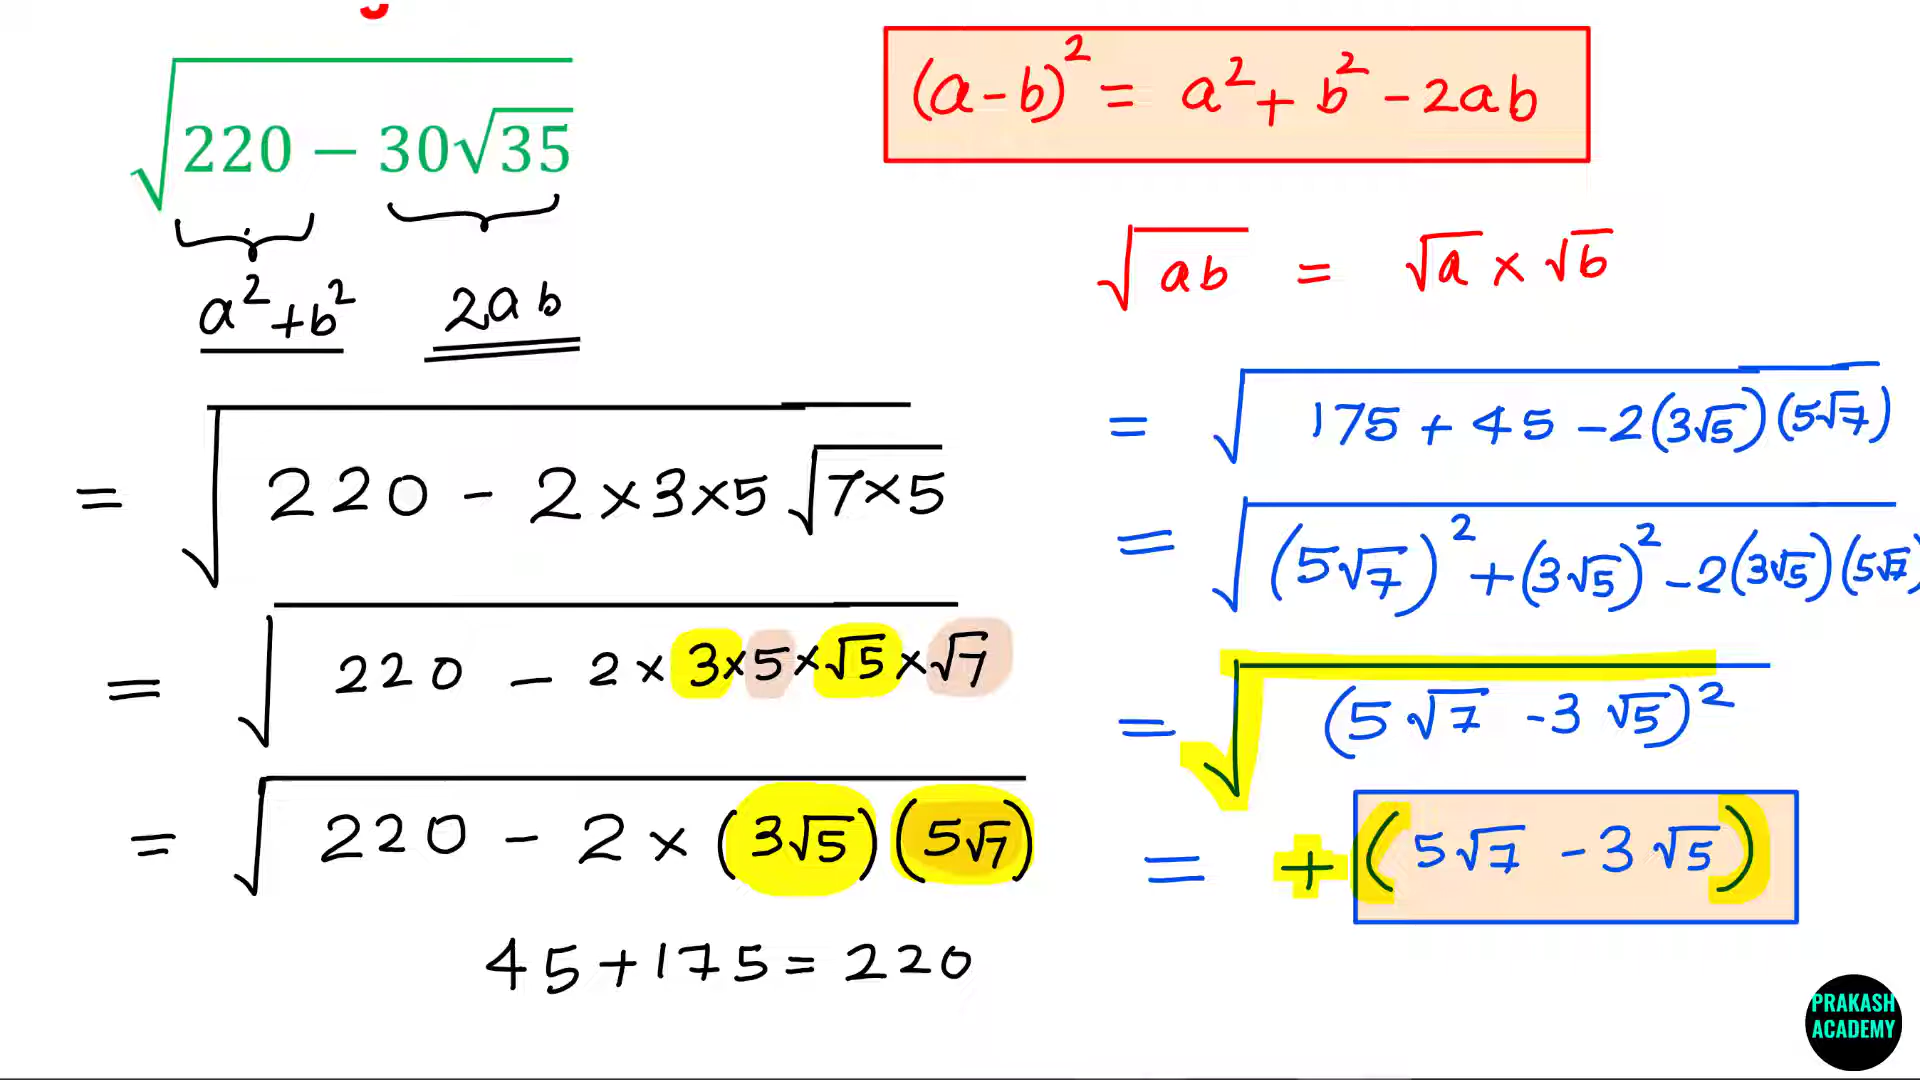 √(220 − 30√35)
a² + b² 2ab
= √(220 - 2×3×5 √(7×5))
= √(220 - 2×3×5×√5×√7)
= √(220 - 2×(3√5)(5√7))
45+175=220
(a-b)² = a² + b² - 2ab
√(ab) = √a × √b
= √(175 + 45 - 2(3√5)(5√7))
= √((5√7)² + (3√5)² - 2(3√5)(5√7)
= √((5√7 - 3√5)²)
= +(5√7 - 3√5)
PRAKASH
ACADEMY